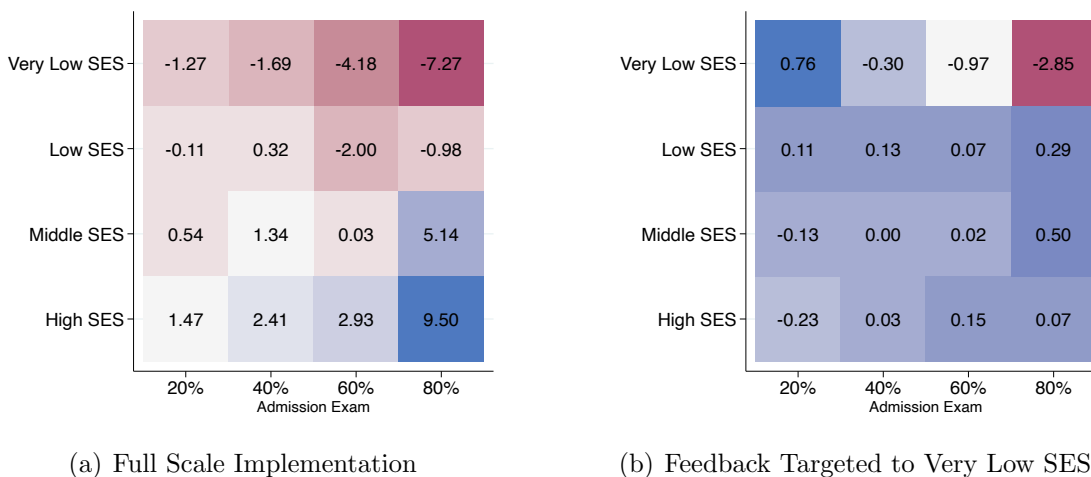 Very Low SES -1.27 -1.69 -4.18 -7.27
Low SES -0.11 0.32 -2.00 -0.98
Middle SES 0.54 1.34 0.03 5.14
High SES 1.47 2.41 2.93 9.50
20% 40% 60% 80%
Admission Exam
(a) Full Scale Implementation
Very Low SES 0.76 -0.30 -0.97 -2.85
Low SES 0.11 0.13 0.07 0.29
Middle SES -0.13 0.00 0.02 0.50
High SES -0.23 0.03 0.15 0.07
20% 40% 60% 80%
Admission Exam
(b) Feedback Targeted to Very Low SES